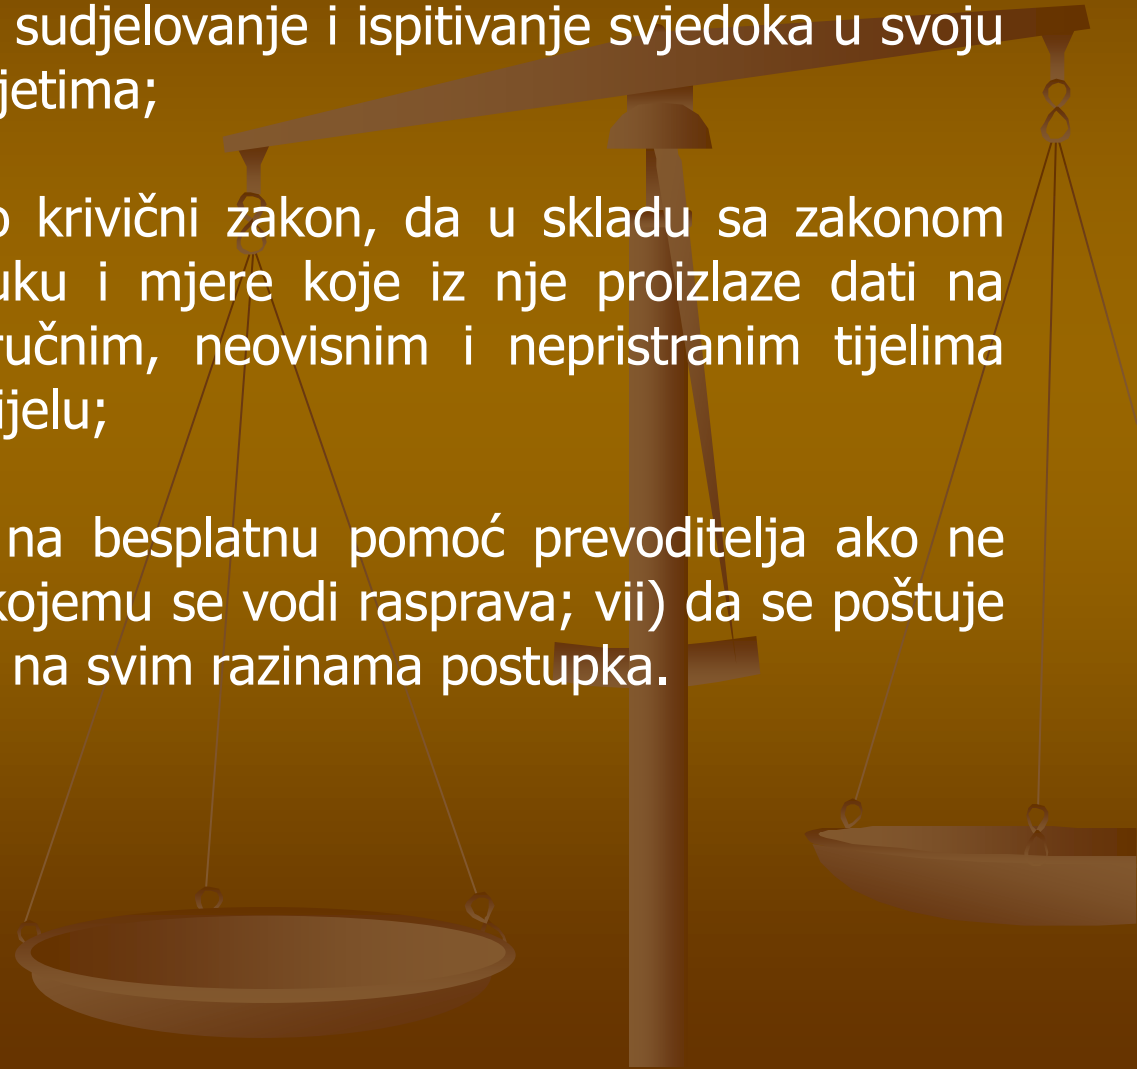 sudjelovanje i ispitivanje svjedoka u svoju
jetima;
o krivični zakon, da u skladu sa zakonom
uku i mjere koje iz nje proizlaze dati na
ručnim, neovisnim i nepristranim tijelima
ijelu;
na besplatnu pomoć prevoditelja ako ne
kojemu se vodi rasprava; vii) da se poštuje
na svim razinama postupka.